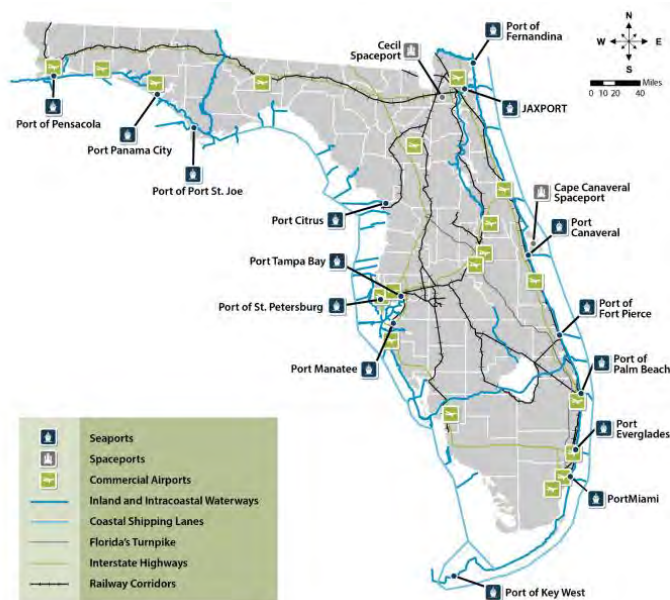 Port of
Fernandina
N
W E
S
Miles
0 10 20 40
Cecil
Spaceport
JAXPORT
Port of Pensacola
Port Panama City
Port of Port St. Joe
Cape Canaveral
Spaceport
Port Citrus
Port
Canaveral
Port Tampa Bay
Port of St. Petersburg
Port of
Fort Pierce
Port Manatee
Port of
Palm Beach
Port
Everglades
PortMiami
Port of Key West
Seaports
Spaceports
Commercial Airports
Inland and Intracoastal Waterways
Coastal Shipping Lanes
Florida's Turnpike
Interstate Highways
Railway Corridors